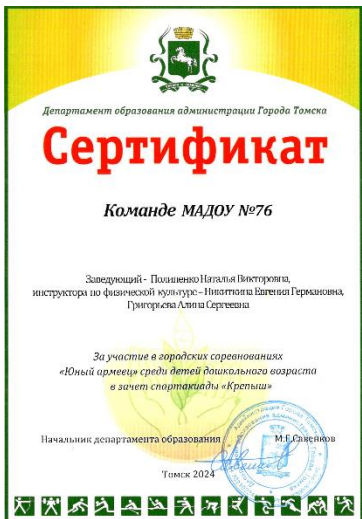 Департамент образования администрации Города Томска
Сертификат
Команде МАДОУ №76
Заведующий - Полиненко Наталья Викторовна,
инструктора по физической культуре – Никиткина Евгения Германовна,
Григорьева Алина Сергеевна
За участие в городских соревнованиях
«Юный армеец» среди детей дошкольного возраста
в зачет спартакиады «Крепыш»
Начальник департамента образования
М.Г.Савенков
Томск 2024